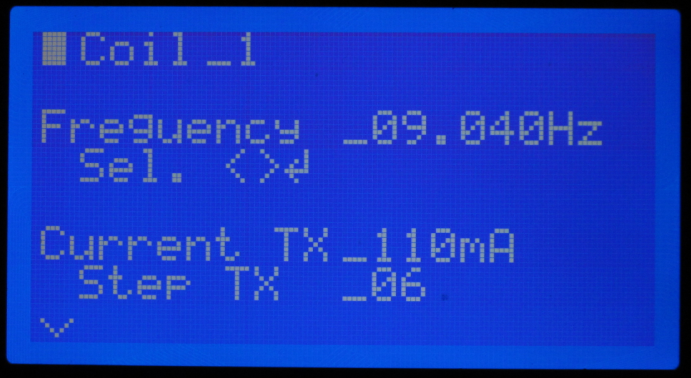 █Coil_1
Frequency _09.040Hz
Sel. <>↵
Current TX_110mA
Step TX _06